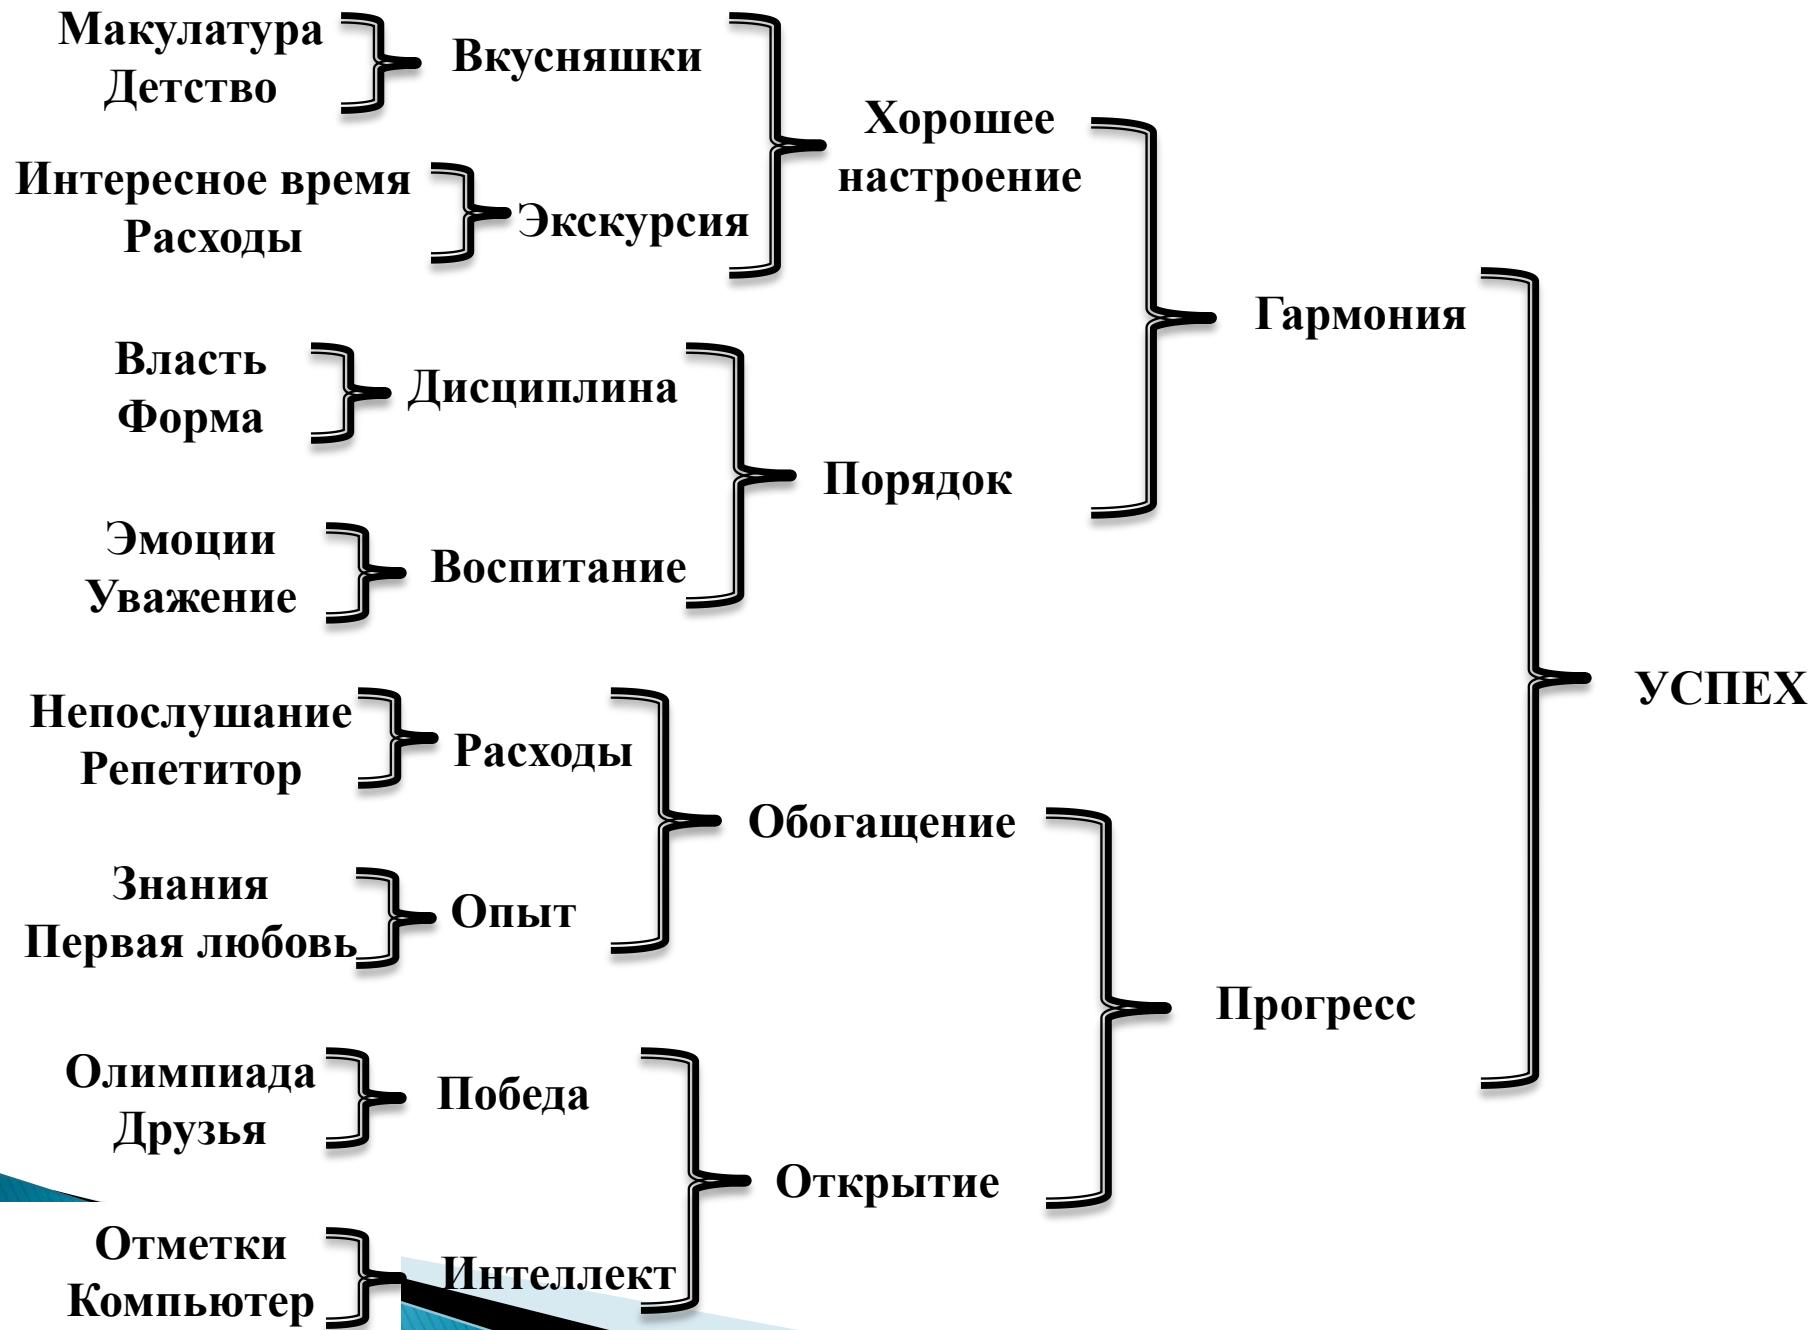 Макулатура
Детство
Вкусняшки
Интересное время
Расходы
Экскурсия
Хорошее
настроение
Власть
Форма
Дисциплина
Эмоции
Уважение
Воспитание
Порядок
Гармония
Непослушание
Репетитор
Расходы
Знания
Первая любовь
Опыт
Обогащение
Олимпиада
Друзья
Победа
Отметки
Компьютер
Интеллект
Открытие
Прогресс
УСПЕХ